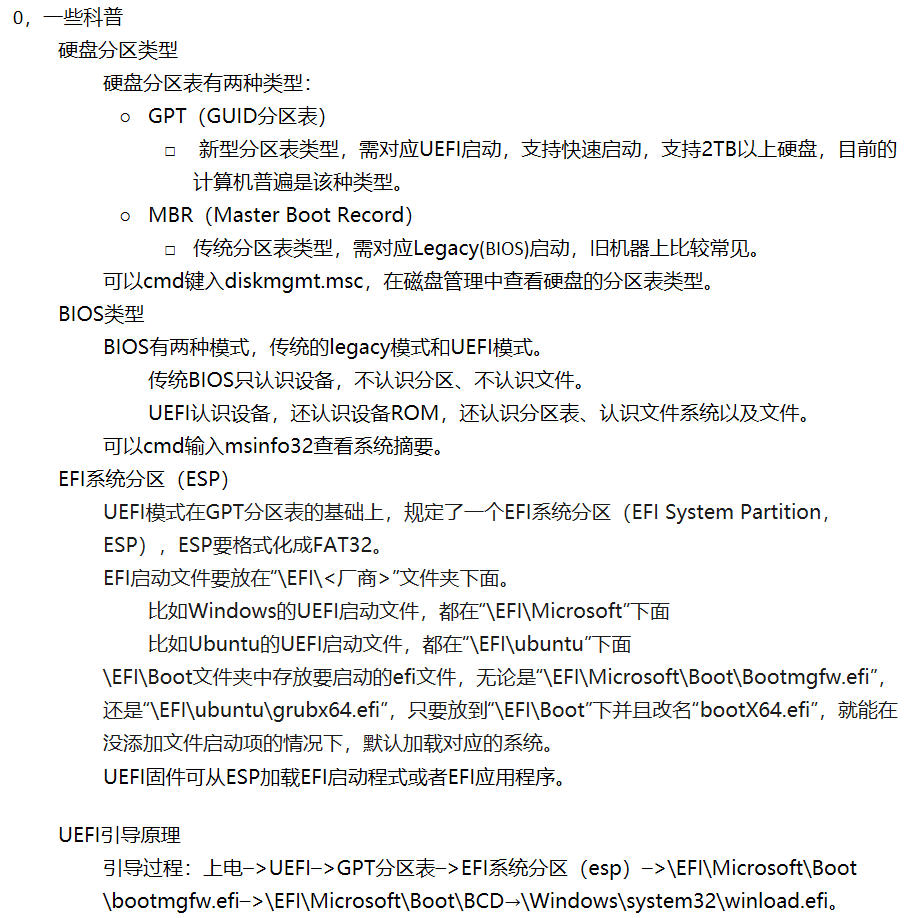 0，一些科普
硬盘分区类型
硬盘分区表有两种类型：
○ GPT（GUID分区表）
□ 新型分区表类型，需对应UEFI启动，支持快速启动，支持2TB以上硬盘，目前的
计算机普遍是该种类型。
○ MBR（Master Boot Record）
□ 传统分区表类型，需对应Legacy(BIOS)启动，旧机器上比较常见。
可以cmd键入diskmgmt.msc，在磁盘管理中查看硬盘的分区表类型。
BIOS类型
BIOS有两种模式，传统的legacy模式和UEFI模式。
传统BIOS只认识设备，不认识分区、不认识文件。
UEFI认识设备，还认识设备ROM，还认识分区表、认识文件系统以及文件。
可以cmd输入msinfo32查看系统摘要。
EFI系统分区（ESP）
UEFI模式在GPT分区表的基础上，规定了一个EFI系统分区（EFI System Partition，
ESP），ESP要格式化成FAT32。
EFI启动文件要放在“\EFI\<厂商>”文件夹下面。
比如Windows的UEFI启动文件，都在“\EFI\Microsoft”下面
比如Ubuntu的UEFI启动文件，都在“\EFI\ubuntu”下面
\EFI\Boot文件夹中存放要启动的efi文件，无论是“\EFI\Microsoft\Boot\Bootmgfw.efi”，
还是“\EFI\ubuntu\grubx64.efi”，只要放到“\EFI\Boot”下并且改名“bootX64.efi”，就能在
没添加文件启动项的情况下，默认加载对应的系统。
UEFI固件可从ESP加载EFI启动程式或者EFI应用程序。
UEFI引导原理
引导过程：上电–>UEFI–>GPT分区表–>EFI系统分区（esp）–>\EFI\Microsoft\Boot
\bootmgfw.efi–>\EFI\Microsoft\Boot\BCD→\Windows\system32\winload.efi。